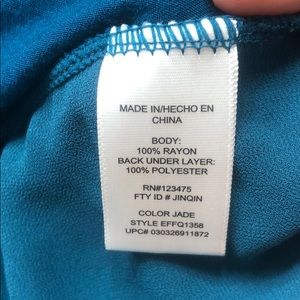 MADE IN/HECHO EN
CHINA
BODY:
100% RAYON
BACK UNDER LAYER:
100% POLYESTER
RN#123475
FTY ID # JINQIN
COLOR JADE
STYLE EFFQ1358
UPC# 030326911872